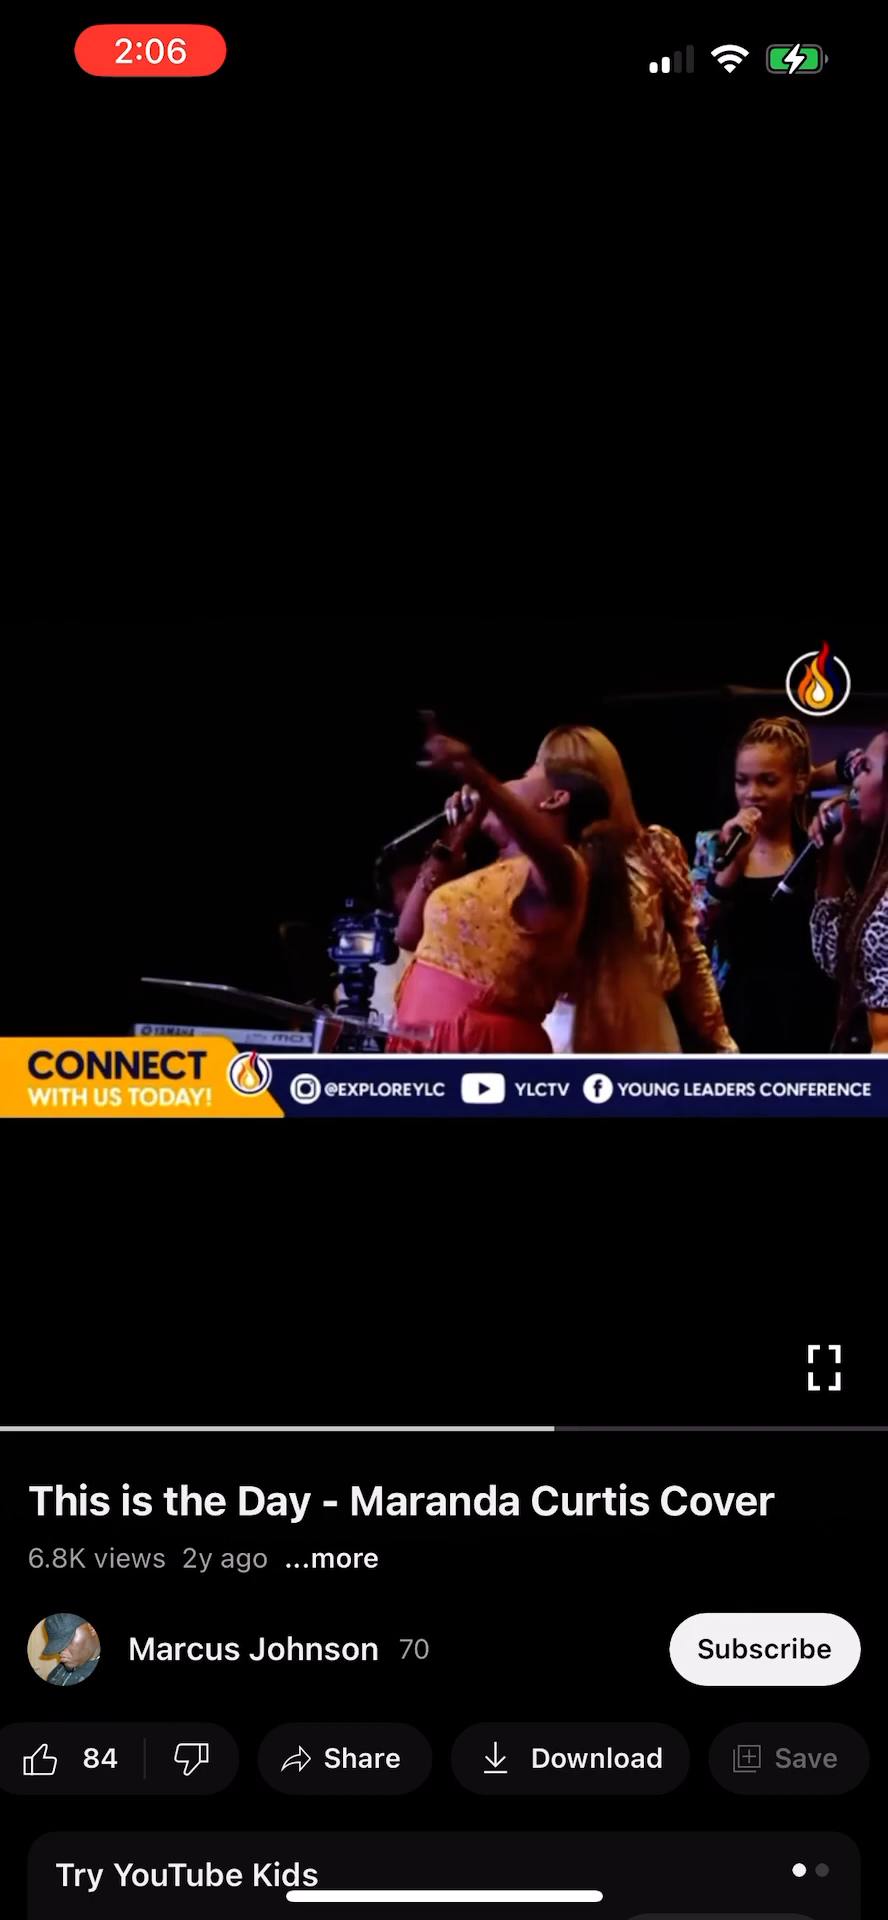 2:06
YAMAHA
CONNECT
WITH US TODAY!
@EXPLOREYLC YLCTV YOUNG LEADERS CONFERENCE
This is the Day - Maranda Curtis Cover
6.8K views 2y ago ...more
Marcus Johnson 70
Subscribe
84 Share Download Save
Try YouTube Kids